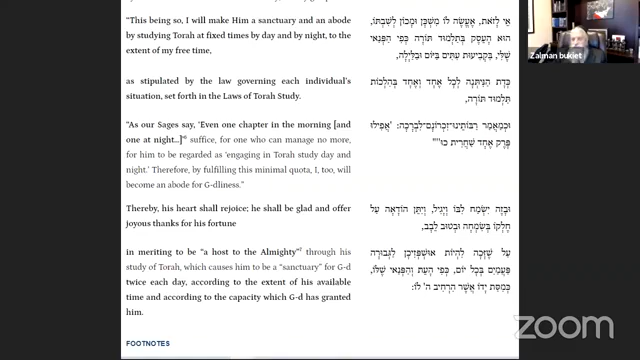 "This being so, I will make Him a sanctuary and an abode
by studying Torah at fixed times by day and by night, to the
extent of my free time,
אֵי לָזֹאת, אֶעֱשֶׂה לוֹ מִשְׁכָּן וּמָכוֹן לְשִׁבְתּוֹ,
הוּא הָעֵסֶק בְּתַלְמוּד תּוֹרָה כְּפִי הַפְּנַאי
שֶׁלִּי, בִּקְבִיעוּת עִתִּים בַּיּוֹם וּבַלַּיְלָה,
as stipulated by the law governing each individual's
situation, set forth in the Laws of Torah Study.
כְּדָת הַנִּיתְּנָה לְכָל אֶחָד וְאֶחָד בְּהִלְכוֹת
תַּלְמוּד תּוֹרָה,
"As our Sages say, 'Even one chapter in the morning [and
one at night...]'⁶ suffice, for one who can manage no more,
for him to be regarded as 'engaging in Torah study day and
night.' Therefore, by fulfilling this minimal quota, I, too, will
become an abode for G-dliness."
וּכְמַאֲמַר רַבּוֹתֵינוּ־זִכְרוֹנָם־לִבְרָכָה: 'אֲפִילוּ
פֶּרֶק אֶחָד שַׁחֲרִית כוּ'"'
Thereby, his heart shall rejoice; he shall be glad and offer
joyous thanks for his fortune
וּבָזֶה יִשְׂמַח לִבּוֹ וְיָגִיל, וְיִתֵּן הוֹדָאָה עַל
חֶלְקוֹ בְּשִׂמְחָה וּבְטוּב לֵבָב,
in meriting to be "a host to the Almighty"⁷ through his
study of Torah, which causes him to be a "sanctuary" for G-d
twice each day, according to the extent of his available
time and according to the capacity which G-d has granted
him.
עַל שֶׁזָּכָה לִהְיוֹת אוּשְׁפְּזִיכָן לִגְבוּרָה
פַּעֲמַיִם בְּכָל יוֹם, כְּפִי הָעֵת וְהַפְּנַאי שֶׁלּוֹ,
כְּמִסַּת יָדוֹ אֲשֶׁר הִרְחִיב ה' לוֹ:
FOOTNOTES
Zalman bukiet
zoom